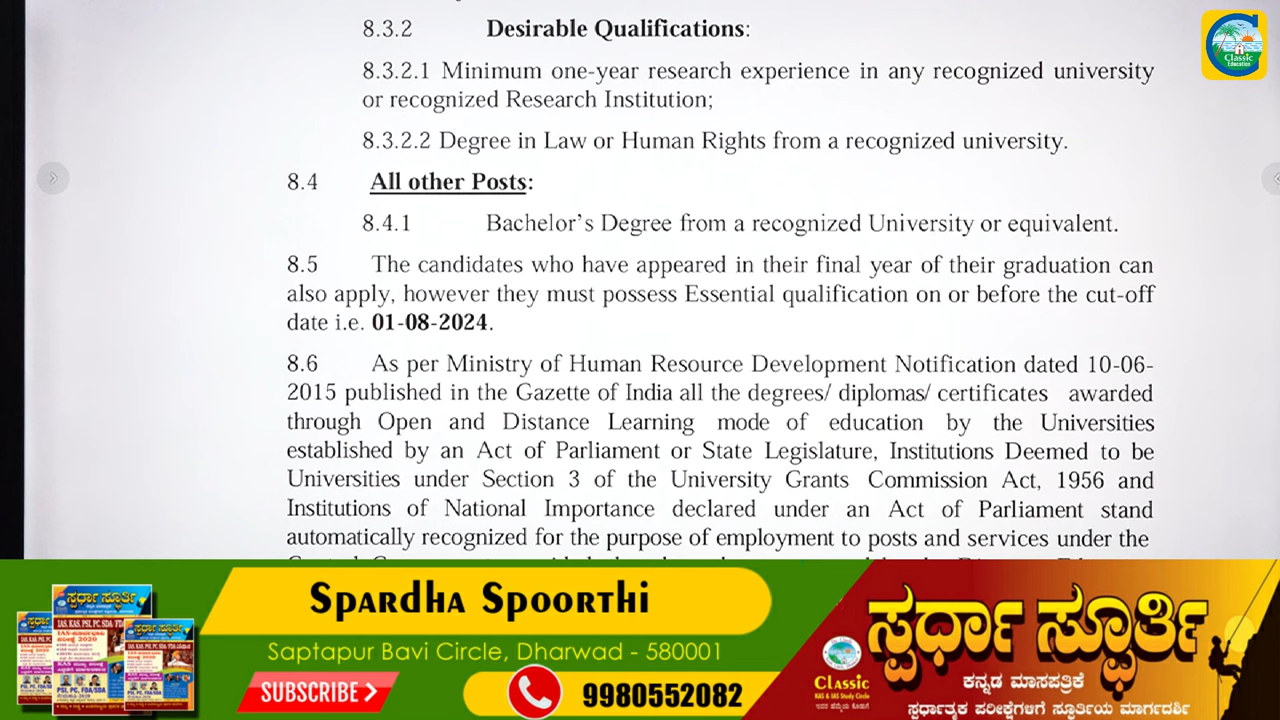 8.3.2 Desirable Qualifications:
8.3.2.1 Minimum one-year research experience in any recognized university
or recognized Research Institution;
8.3.2.2 Degree in Law or Human Rights from a recognized university.
8.4 All other Posts:
8.4.1 Bachelor’s Degree from a recognized University or equivalent.
8.5 The candidates who have appeared in their final year of their graduation can
also apply, however they must possess Essential qualification on or before the cut-off
date i.e. 01-08-2024.
8.6 As per Ministry of Human Resource Development Notification dated 10-06-
2015 published in the Gazette of India all the degrees/ diplomas/ certificates awarded
through Open and Distance Learning mode of education by the Universities
established by an Act of Parliament or State Legislature, Institutions Deemed to be
Universities under Section 3 of the University Grants Commission Act, 1956 and
Institutions of National Importance declared under an Act of Parliament stand
automatically recognized for the purpose of employment to posts and services under the
Classic
Education
Spardha Spoorthi
Saptapur Bavi Circle, Dharwad - 580001
SUBSCRIBE
9980552082
ಸ್ಪರ್ಧಾ ಸ್ಪೂರ್ತಿ
ಕನ್ನಡ ಮಾಸಪತ್ರಿಕೆ
ಸ್ಪರ್ಧಾತ್ಮಕ ಪರೀಕ್ಷೆಗಳಿಗೆ ಸ್ಪೂರ್ತಿಯ ಮಾರ್ಗದರ್ಶಿ
Classic
KAS & IAS Study Circle
ಸ್ಪರ್ಧಾ ಸ್ಪೂರ್ತಿ